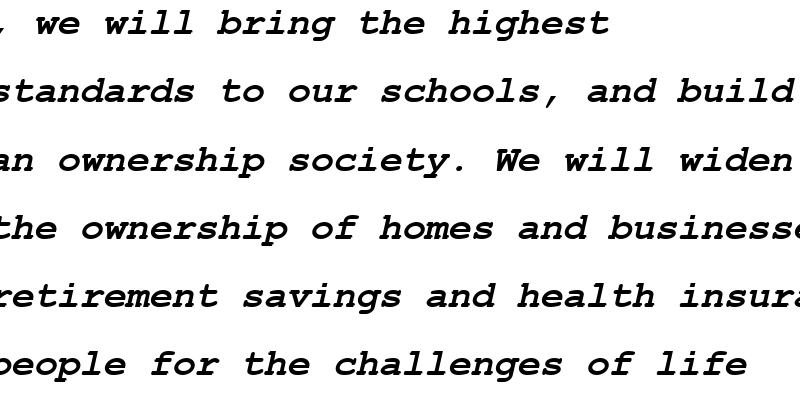 , we will bring the highest
standards to our schools, and build
an ownership society. We will widen
the ownership of homes and businesse
retirement savings and health insura
people for the challenges of life